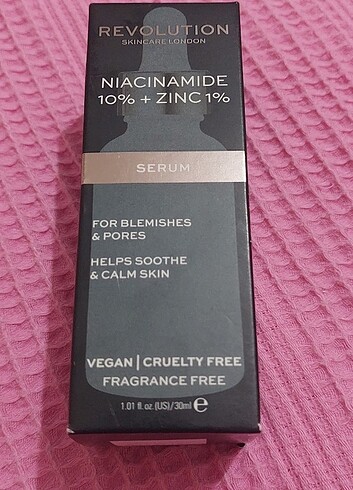 REVOLUTION
SKINCARE LONDON
NIACINAMIDE
10% + ZINC 1%
SERUM
FOR BLEMISHES
& PORES
HELPS SOOTHE
& CALM SKIN
VEGAN | CRUELTY FREE
FRAGRANCE FREE
1.01 fl. oz. (US)/30ml ℮